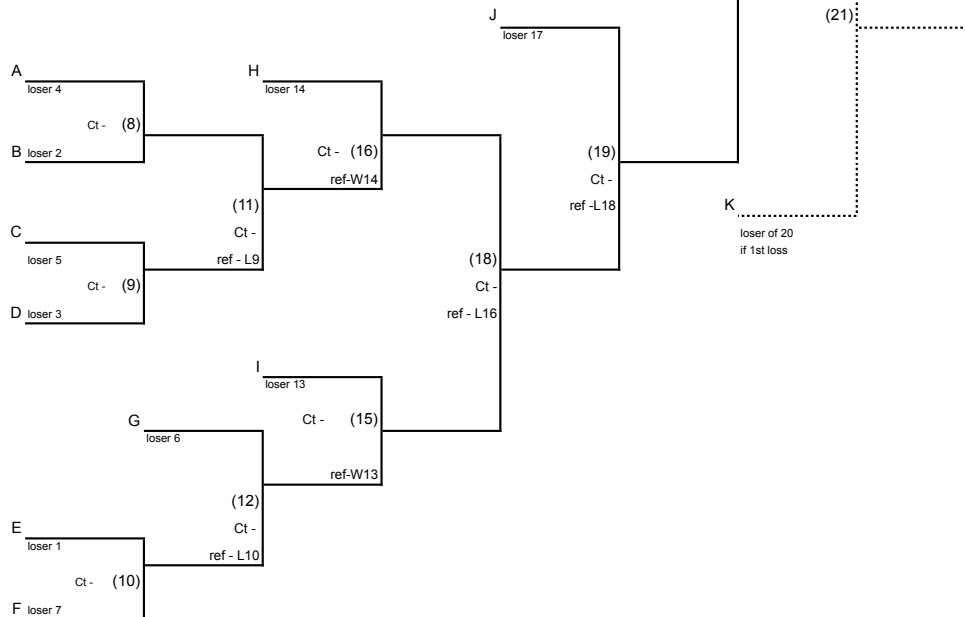 J
loser 17
(21)
A
loser 4
H
loser 14
Ct - (8)
B loser 2
Ct - (16)
ref-W14
(19)
Ct -
ref -L18
(11)
Ct -
ref - L9
K
loser of 20
if 1st loss
C
loser 5
Ct - (9)
D loser 3
(18)
Ct -
ref - L16
I
loser 13
Ct - (15)
ref-W13
G
loser 6
(12)
Ct -
ref - L10
E
loser 1
Ct - (10)
F loser 7